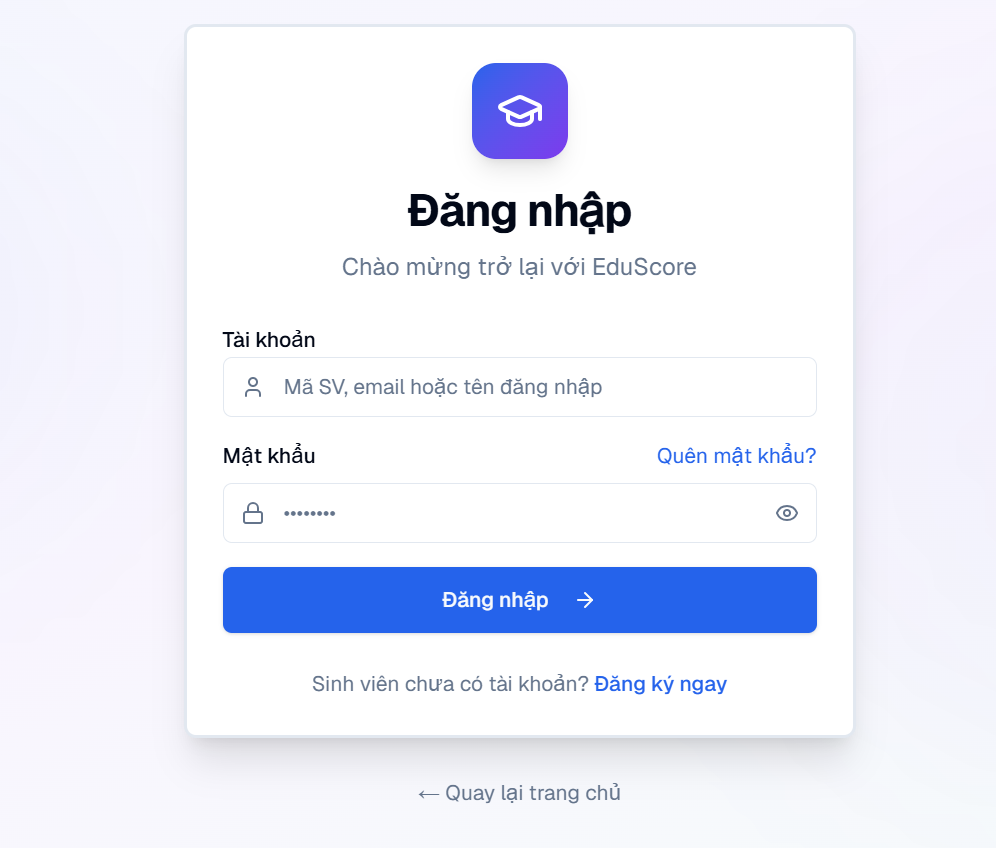 Đăng nhập
Chào mừng trở lại với EduScore
Tài khoản
Mã SV, email hoặc tên đăng nhập
Mật khẩu
Quên mật khẩu?
••••••••
Đăng nhập →
Sinh viên chưa có tài khoản? Đăng ký ngay
← Quay lại trang chủ